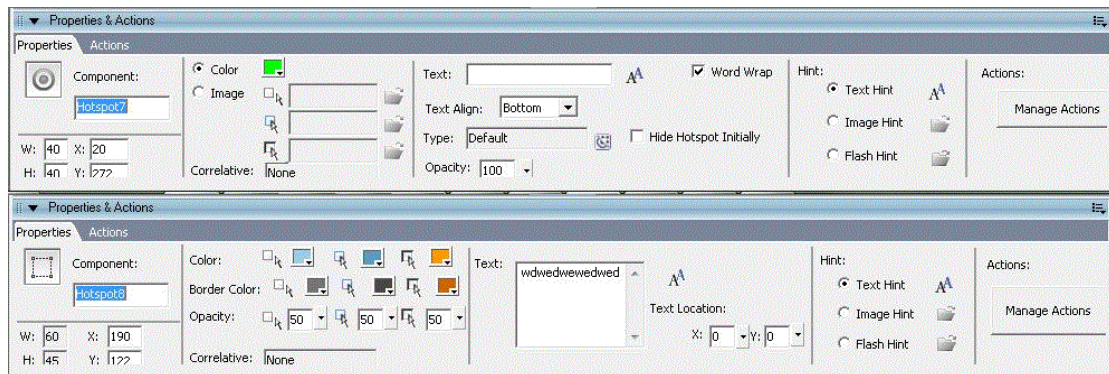 Properties & Actions
Properties Actions
Component:
Hotspot7
W: 40 X: 20
H: 40 Y: 272
Color
Image
Correlative: None
Text:
Word Wrap
Text Align: Bottom
Type: Default
Hide Hotspot Initially
Opacity: 100
Hint:
Text Hint
Image Hint
Flash Hint
Actions:
Manage Actions
Properties & Actions
Properties Actions
Component:
Hotspot8
W: 60 X: 190
H: 45 Y: 122
Color:
Border Color:
Opacity: 50 50 50
Correlative: None
Text:
wdwedwewedwed
Text Location:
X: 0 Y: 0
Hint:
Text Hint
Image Hint
Flash Hint
Actions:
Manage Actions